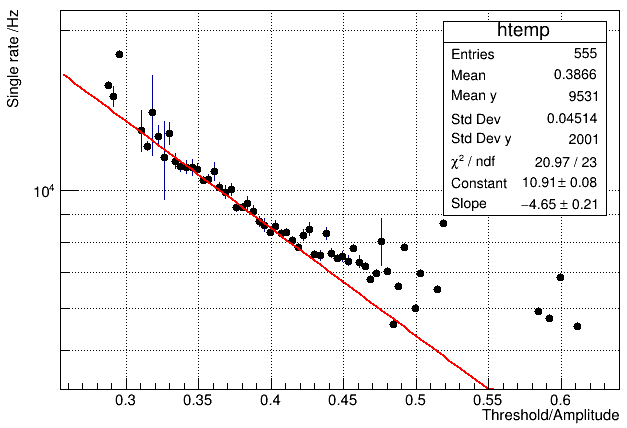 Single rate /Hz
htemp
Entries 555
Mean 0.3866
Mean y 9531
Std Dev 0.04514
Std Dev y 2001
χ² / ndf 20.97 / 23
Constant 10.91 ± 0.08
Slope −4.65 ± 0.21
10⁴
0.3 0.35 0.4 0.45 0.5 0.55 0.6
Threshold/Amplitude